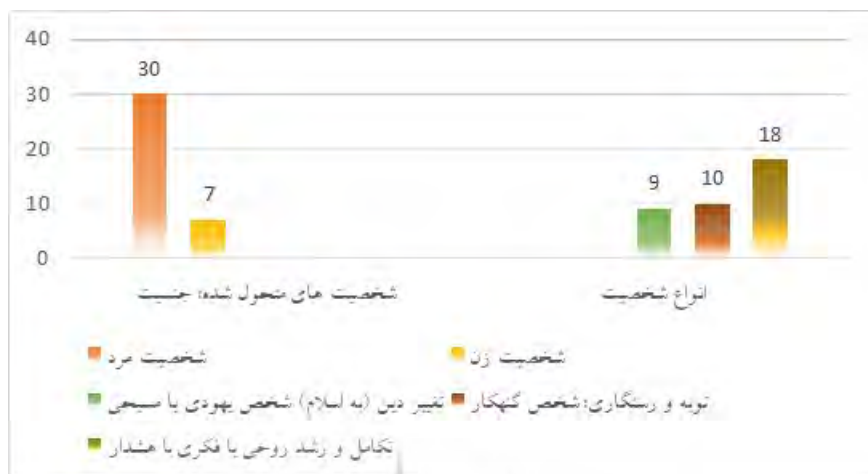 40
30
20
10
0
30
7
9
10
18
شخصیت های متحول شده: جنسیت
انواع شخصیت
شخصیت مرد
شخصیت زن
تغییر دین (به اسلام) شخص یهودی یا مسیحی
توبه و رستگاری: شخص گنهکار
تکامل و رشد روحی یا فکری با هشدار